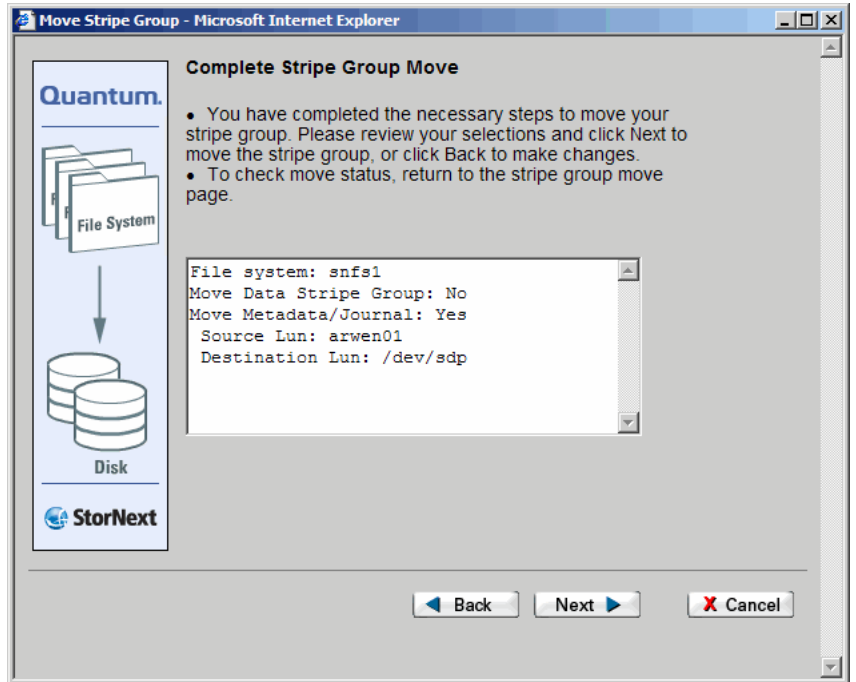 Move Stripe Group - Microsoft Internet Explorer
Quantum.
File System
Disk
StorNext
Complete Stripe Group Move
• You have completed the necessary steps to move your
stripe group. Please review your selections and click Next to
move the stripe group, or click Back to make changes.
• To check move status, return to the stripe group move
page.
File system: snfs1
Move Data Stripe Group: No
Move Metadata/Journal: Yes
Source Lun: arwen01
Destination Lun: /dev/sdp
Back
Next
X Cancel